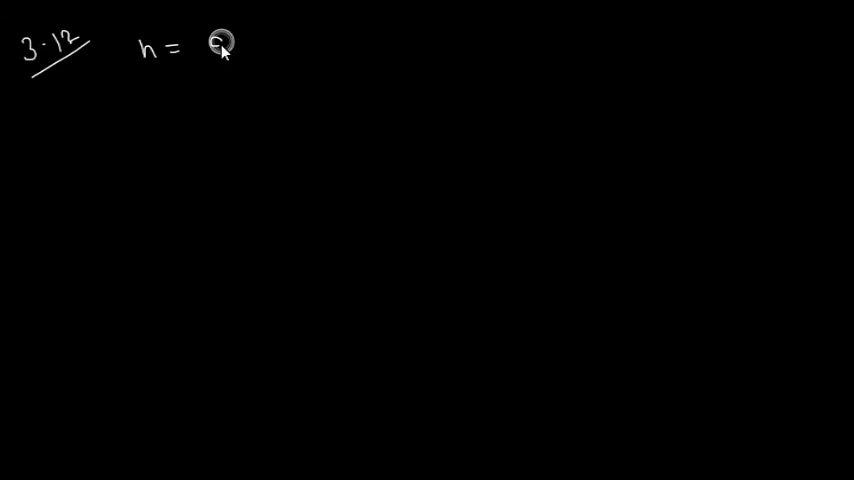 3.12 h =